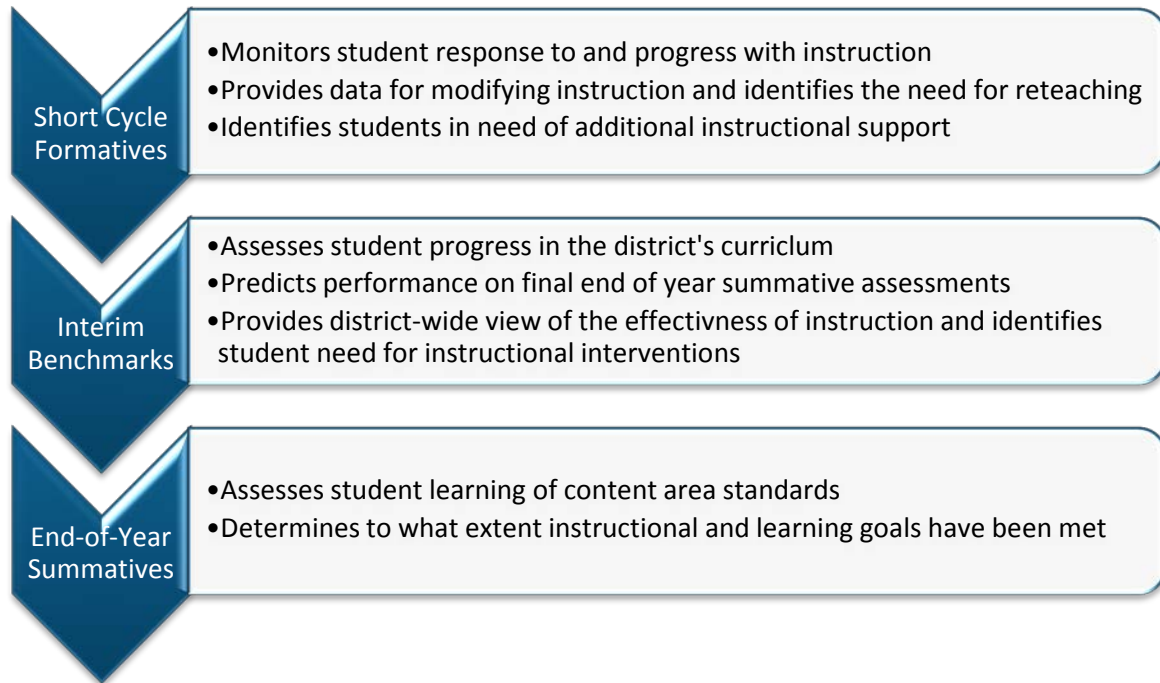 Short Cycle
Formatives
•Monitors student response to and progress with instruction
•Provides data for modifying instruction and identifies the need for reteaching
•Identifies students in need of additional instructional support
Interim
Benchmarks
•Assesses student progress in the district's curriclum
•Predicts performance on final end of year summative assessments
•Provides district-wide view of the effectivness of instruction and identifies
student need for instructional interventions
End-of-Year
Summatives
•Assesses student learning of content area standards
•Determines to what extent instructional and learning goals have been met